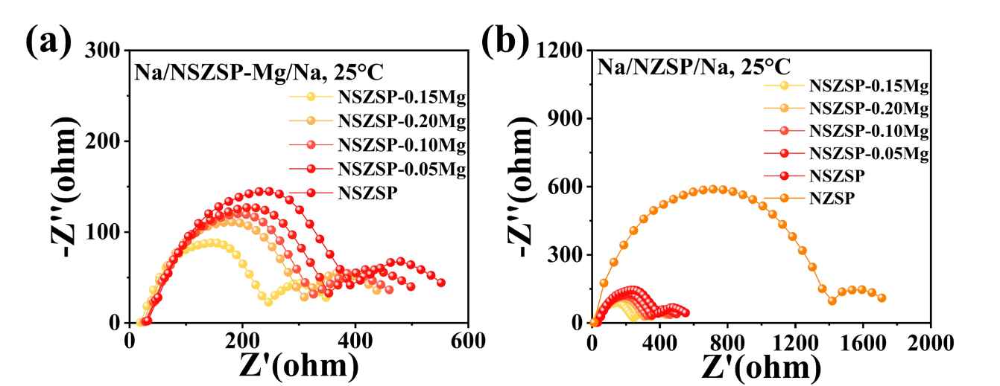 (a)
300
200
100
0
-Z''(ohm)
Na/NSZSP-Mg/Na, 25°C
NSZSP-0.15Mg
NSZSP-0.20Mg
NSZSP-0.10Mg
NSZSP-0.05Mg
NSZSP
0 200 400 600
Z'(ohm)
(b)
1200
900
600
300
0
-Z''(ohm)
Na/NZSP/Na, 25°C
NSZSP-0.15Mg
NSZSP-0.20Mg
NSZSP-0.10Mg
NSZSP-0.05Mg
NSZSP
NZSP
0 400 800 1200 1600 2000
Z'(ohm)